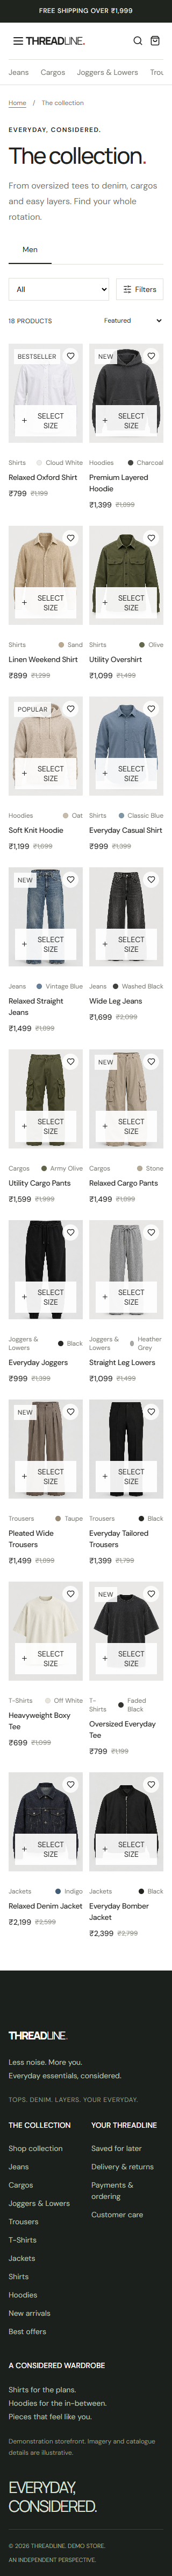 FREE SHIPPING OVER ₹1,999
THREADLINE.
Jeans Cargos Joggers & Lowers Trou
Home / The collection
EVERYDAY, CONSIDERED.
The collection.
From oversized tees to denim, cargos
and easy layers. Find your whole
rotation.
Men
All
Filters
18 PRODUCTS
Featured
BESTSELLER
+ SELECT SIZE
Shirts Cloud White
Relaxed Oxford Shirt
₹799 ₹1,199
NEW
+ SELECT SIZE
Hoodies Charcoal
Premium Layered
Hoodie
₹1,399 ₹1,899
+ SELECT SIZE
Shirts Sand
Linen Weekend Shirt
₹899 ₹1,299
+ SELECT SIZE
Shirts Olive
Utility Overshirt
₹1,099 ₹1,499
POPULAR
+ SELECT SIZE
Hoodies Oat
Soft Knit Hoodie
₹1,199 ₹1,699
+ SELECT SIZE
Shirts Classic Blue
Everyday Casual Shirt
₹999 ₹1,399
NEW
+ SELECT SIZE
Jeans Vintage Blue
Relaxed Straight
Jeans
₹1,499 ₹1,899
+ SELECT SIZE
Jeans Washed Black
Wide Leg Jeans
₹1,699 ₹2,099
+ SELECT SIZE
Cargos Army Olive
Utility Cargo Pants
₹1,599 ₹1,999
NEW
+ SELECT SIZE
Cargos Stone
Relaxed Cargo Pants
₹1,499 ₹1,899
+ SELECT SIZE
Joggers &
Lowers Black
Everyday Joggers
₹999 ₹1,399
+ SELECT SIZE
Joggers &
Lowers Heather
Grey
Straight Leg Lowers
₹1,099 ₹1,499
NEW
+ SELECT SIZE
Trousers Taupe
Pleated Wide
Trousers
₹1,499 ₹1,899
+ SELECT SIZE
Trousers Black
Everyday Tailored
Trousers
₹1,399 ₹1,799
+ SELECT SIZE
T-Shirts Off White
Heavyweight Boxy
Tee
₹699 ₹1,099
NEW
+ SELECT SIZE
T-
Shirts Faded
Black
Oversized Everyday
Tee
₹799 ₹1,199
+ SELECT SIZE
Jackets Indigo
Relaxed Denim Jacket
₹2,199 ₹2,599
+ SELECT SIZE
Jackets Black
Everyday Bomber
Jacket
₹2,399 ₹2,799
THREADLINE.
Less noise. More you.
Everyday essentials, considered.
TOPS. DENIM. LAYERS. YOUR EVERYDAY.
THE COLLECTION
Shop collection
Jeans
Cargos
Joggers & Lowers
Trousers
T-Shirts
Jackets
Shirts
Hoodies
New arrivals
Best offers
YOUR THREADLINE
Saved for later
Delivery & returns
Payments &
ordering
Customer care
A CONSIDERED WARDROBE
Shirts for the plans.
Hoodies for the in-between.
Pieces that feel like you.
Demonstration storefront. Imagery and catalogue
details are illustrative.
EVERYDAY,
CONSIDERED.
© 2026 THREADLINE. DEMO STORE.
AN INDEPENDENT PERSPECTIVE.